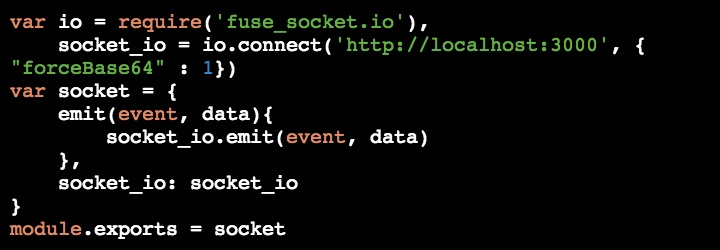 var io = require('fuse_socket.io'),
    socket_io = io.connect('http://localhost:3000', {
"forceBase64" : 1})
var socket = {
    emit(event, data){
        socket_io.emit(event, data)
    },
    socket_io: socket_io
}
module.exports = socket